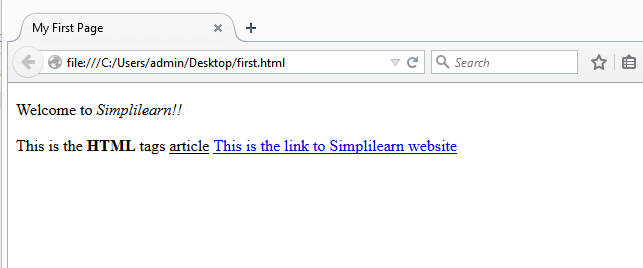 My First Page
file:///C:/Users/admin/Desktop/first.html
Search
Welcome to Simplilearn!!
This is the HTML tags article This is the link to Simplilearn website